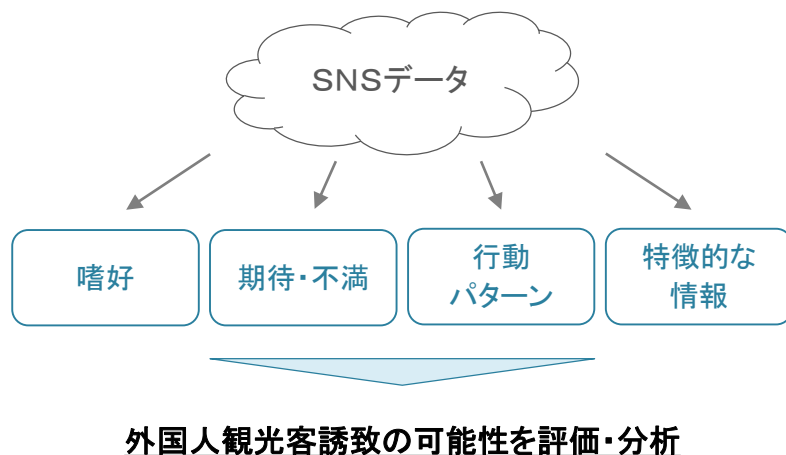 SNSデータ
嗜好
期待・不満
行動
パターン
特徴的な
情報
外国人観光客誘致の可能性を評価・分析